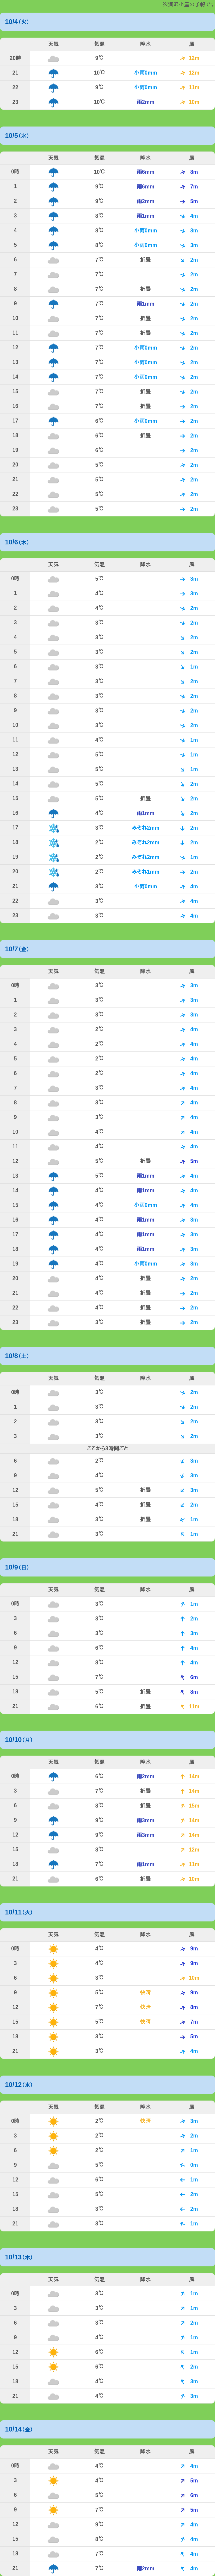 ※涸沢小屋の予報です
10/4(火)
天気 気温 降水 風
20時 9℃ 12m
21 10℃ 小雨0mm 12m
22 9℃ 小雨0mm 11m
23 10℃ 雨2mm 10m
10/5(水)
天気 気温 降水 風
0時 10℃ 雨6mm 8m
1 9℃ 雨6mm 7m
2 9℃ 雨2mm 5m
3 8℃ 雨1mm 4m
4 8℃ 小雨0mm 3m
5 8℃ 小雨0mm 3m
6 7℃ 折曇 2m
7 7℃ 2m
8 7℃ 折曇 2m
9 7℃ 雨1mm 2m
10 7℃ 折曇 2m
11 7℃ 折曇 2m
12 7℃ 小雨0mm 2m
13 7℃ 小雨0mm 2m
14 7℃ 小雨0mm 2m
15 7℃ 折曇 2m
16 7℃ 折曇 2m
17 6℃ 小雨0mm 2m
18 6℃ 折曇 2m
19 6℃ 2m
20 5℃ 2m
21 5℃ 2m
22 5℃ 2m
23 5℃ 2m
10/6(木)
天気 気温 降水 風
0時 5℃ 3m
1 4℃ 3m
2 4℃ 2m
3 3℃ 2m
4 3℃ 2m
5 3℃ 2m
6 3℃ 1m
7 3℃ 2m
8 3℃ 2m
9 3℃ 2m
10 3℃ 2m
11 4℃ 1m
12 5℃ 1m
13 5℃ 1m
14 5℃ 2m
15 5℃ 折曇 2m
16 4℃ 雨1mm 2m
17 3℃ みぞれ2mm 2m
18 2℃ みぞれ2mm 2m
19 2℃ みぞれ2mm 1m
20 2℃ みぞれ1mm 2m
21 3℃ 小雨0mm 4m
22 3℃ 4m
23 3℃ 4m
10/7(金)
天気 気温 降水 風
0時 3℃ 3m
1 3℃ 3m
2 3℃ 3m
3 2℃ 4m
4 2℃ 4m
5 2℃ 4m
6 2℃ 4m
7 3℃ 4m
8 3℃ 4m
9 3℃ 4m
10 4℃ 4m
11 4℃ 4m
12 5℃ 折曇 5m
13 5℃ 雨1mm 4m
14 4℃ 雨1mm 4m
15 4℃ 小雨0mm 4m
16 4℃ 雨1mm 3m
17 4℃ 雨1mm 3m
18 4℃ 雨1mm 3m
19 4℃ 小雨0mm 3m
20 4℃ 折曇 2m
21 4℃ 折曇 2m
22 4℃ 折曇 2m
23 3℃ 折曇 2m
10/8(土)
天気 気温 降水 風
0時 3℃ 2m
1 3℃ 2m
2 3℃ 2m
3 3℃ 2m
ここから3時間ごと
6 2℃ 3m
9 4℃ 3m
12 5℃ 折曇 3m
15 4℃ 折曇 2m
18 3℃ 折曇 1m
21 3℃ 1m
10/9(日)
天気 気温 降水 風
0時 3℃ 1m
3 3℃ 2m
6 3℃ 3m
9 6℃ 4m
12 8℃ 4m
15 7℃ 6m
18 5℃ 折曇 8m
21 6℃ 折曇 11m
10/10(月)
天気 気温 降水 風
0時 6℃ 雨2mm 14m
3 7℃ 折曇 14m
6 8℃ 折曇 15m
9 9℃ 雨3mm 14m
12 9℃ 雨3mm 14m
15 8℃ 12m
18 7℃ 雨1mm 11m
21 6℃ 折曇 10m
10/11(火)
天気 気温 降水 風
0時 4℃ 9m
3 4℃ 9m
6 3℃ 10m
9 5℃ 快晴 9m
12 7℃ 快晴 8m
15 5℃ 快晴 7m
18 3℃ 5m
21 3℃ 4m
10/12(水)
天気 気温 降水 風
0時 2℃ 快晴 3m
3 2℃ 2m
6 2℃ 1m
9 5℃ 0m
12 6℃ 1m
15 5℃ 2m
18 3℃ 2m
21 3℃ 1m
10/13(木)
天気 気温 降水 風
0時 3℃ 1m
3 3℃ 1m
6 3℃ 2m
9 4℃ 1m
12 6℃ 1m
15 6℃ 2m
18 4℃ 3m
21 4℃ 3m
10/14(金)
天気 気温 降水 風
0時 4℃ 4m
3 4℃ 5m
6 5℃ 6m
9 7℃ 5m
12 9℃ 4m
15 8℃ 4m
18 7℃ 4m
21 7℃ 雨2mm 4m